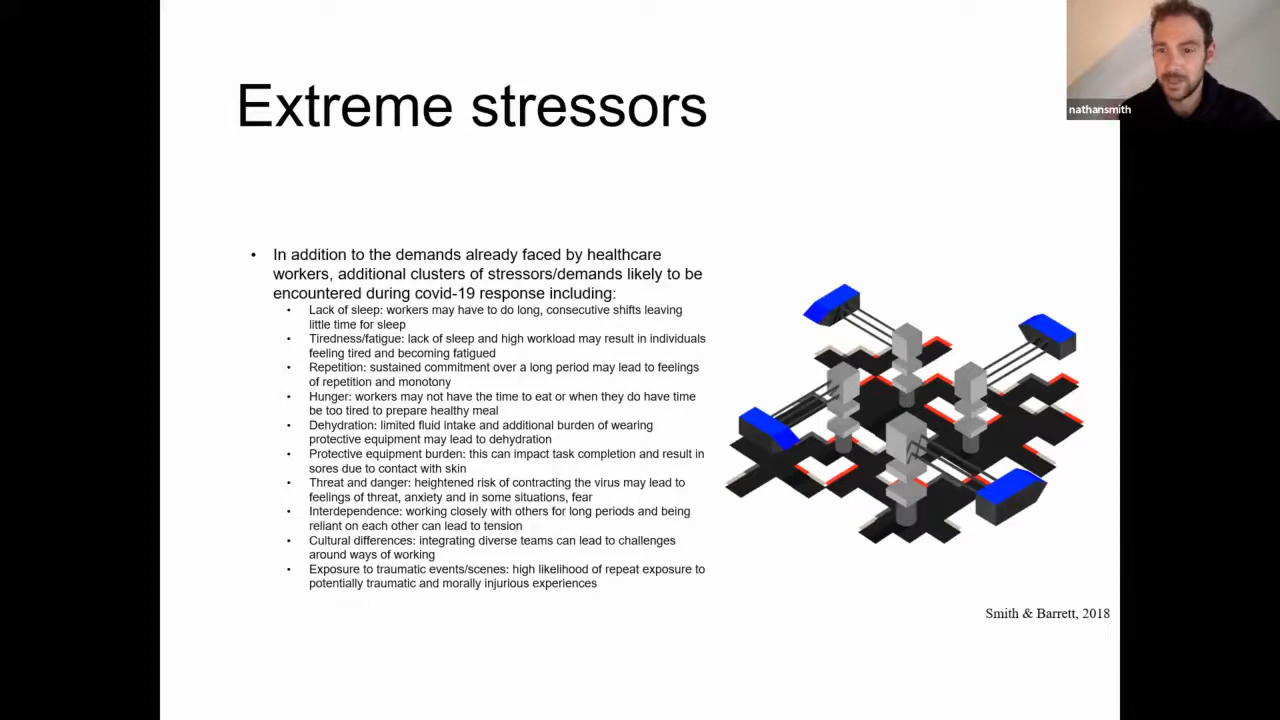 Extreme stressors
nathansmith
• In addition to the demands already faced by healthcare
workers, additional clusters of stressors/demands likely to be
encountered during covid-19 response including:
• Lack of sleep: workers may have to do long, consecutive shifts leaving
little time for sleep
• Tiredness/fatigue: lack of sleep and high workload may result in individuals
feeling tired and becoming fatigued
• Repetition: sustained commitment over a long period may lead to feelings
of repetition and monotony
• Hunger: workers may not have the time to eat or when they do have time
be too tired to prepare healthy meal
• Dehydration: limited fluid intake and additional burden of wearing
protective equipment may lead to dehydration
• Protective equipment burden: this can impact task completion and result in
sores due to contact with skin
• Threat and danger: heightened risk of contracting the virus may lead to
feelings of threat, anxiety and in some situations, fear
• Interdependence: working closely with others for long periods and being
reliant on each other can lead to tension
• Cultural differences: integrating diverse teams can lead to challenges
around ways of working
• Exposure to traumatic events/scenes: high likelihood of repeat exposure to
potentially traumatic and morally injurious experiences
Smith & Barrett, 2018